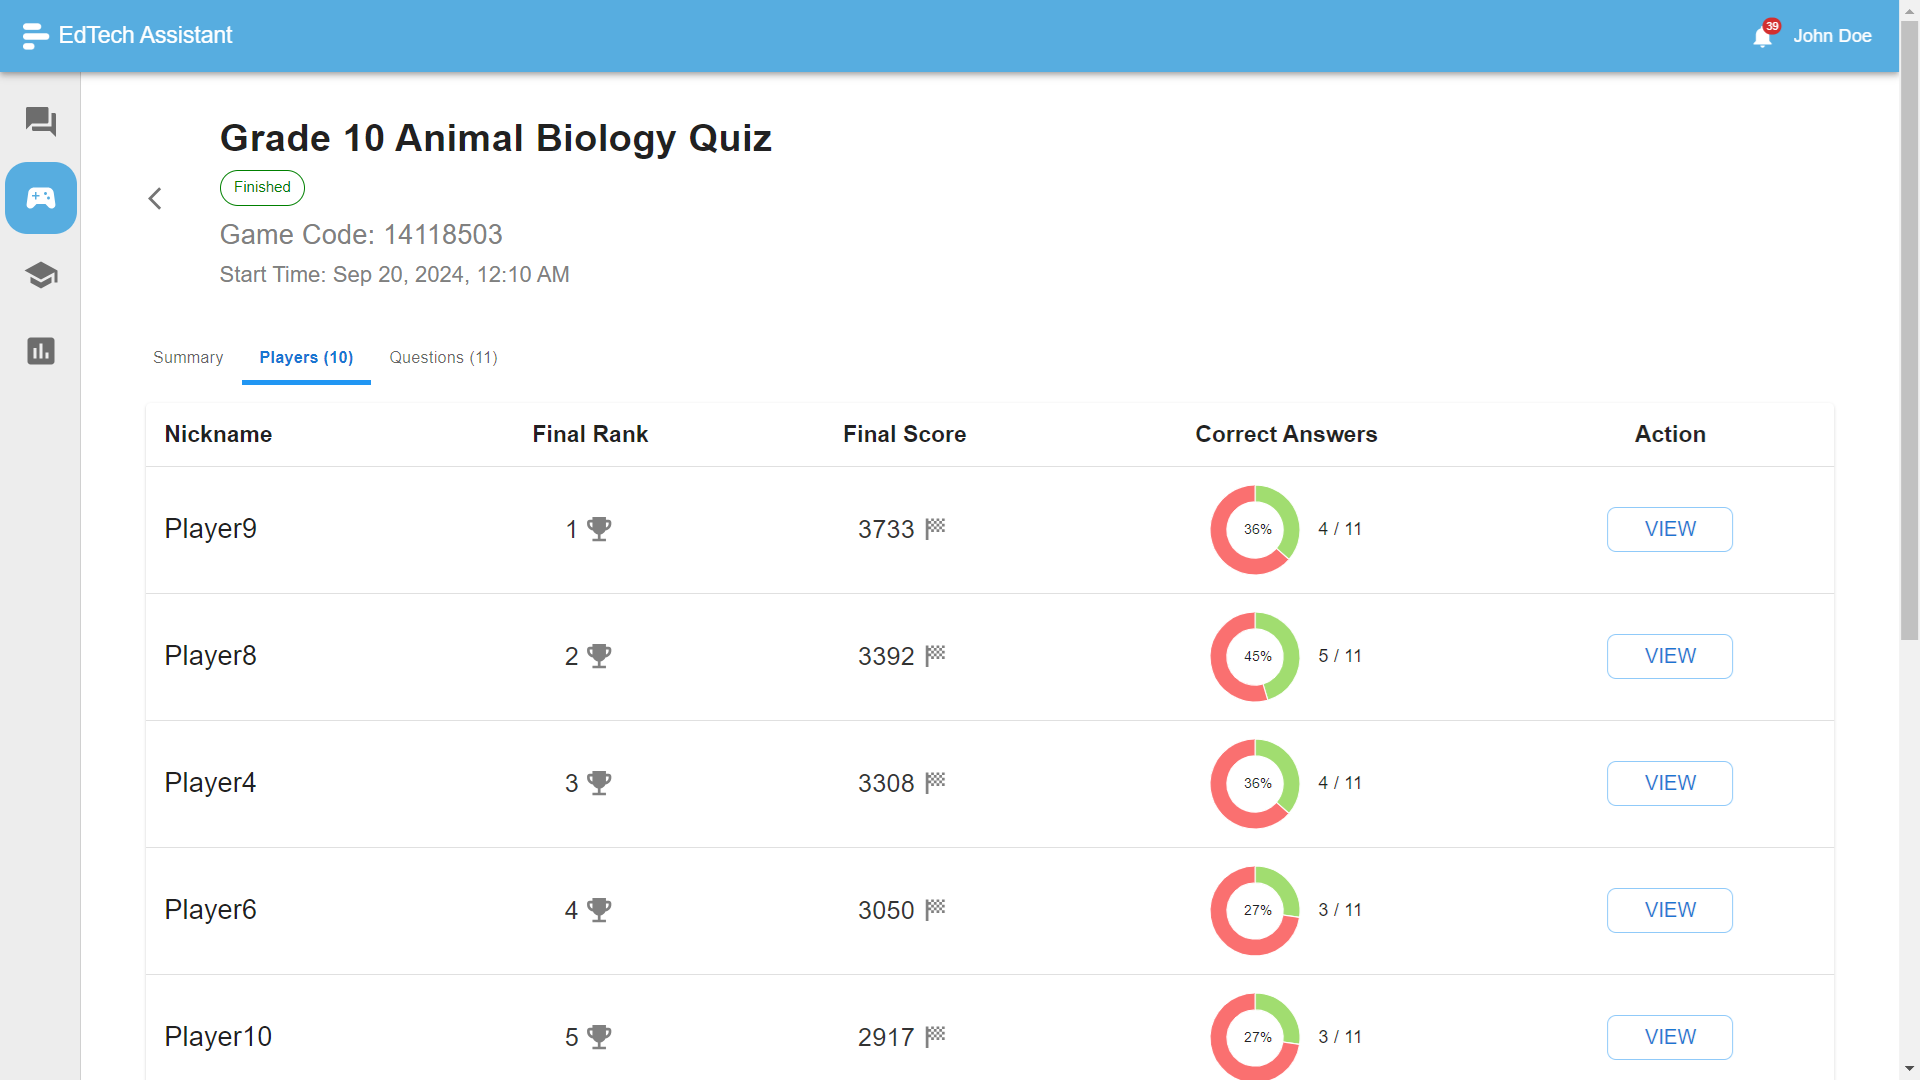 EdTech Assistant
39
John Doe
Grade 10 Animal Biology Quiz
Finished
Game Code: 14118503
Start Time: Sep 20, 2024, 12:10 AM
Summary Players (10) Questions (11)
Nickname Final Rank Final Score Correct Answers Action
Player9 1 3733 36% 4 / 11 VIEW
Player8 2 3392 45% 5 / 11 VIEW
Player4 3 3308 36% 4 / 11 VIEW
Player6 4 3050 27% 3 / 11 VIEW
Player10 5 2917 27% 3 / 11 VIEW